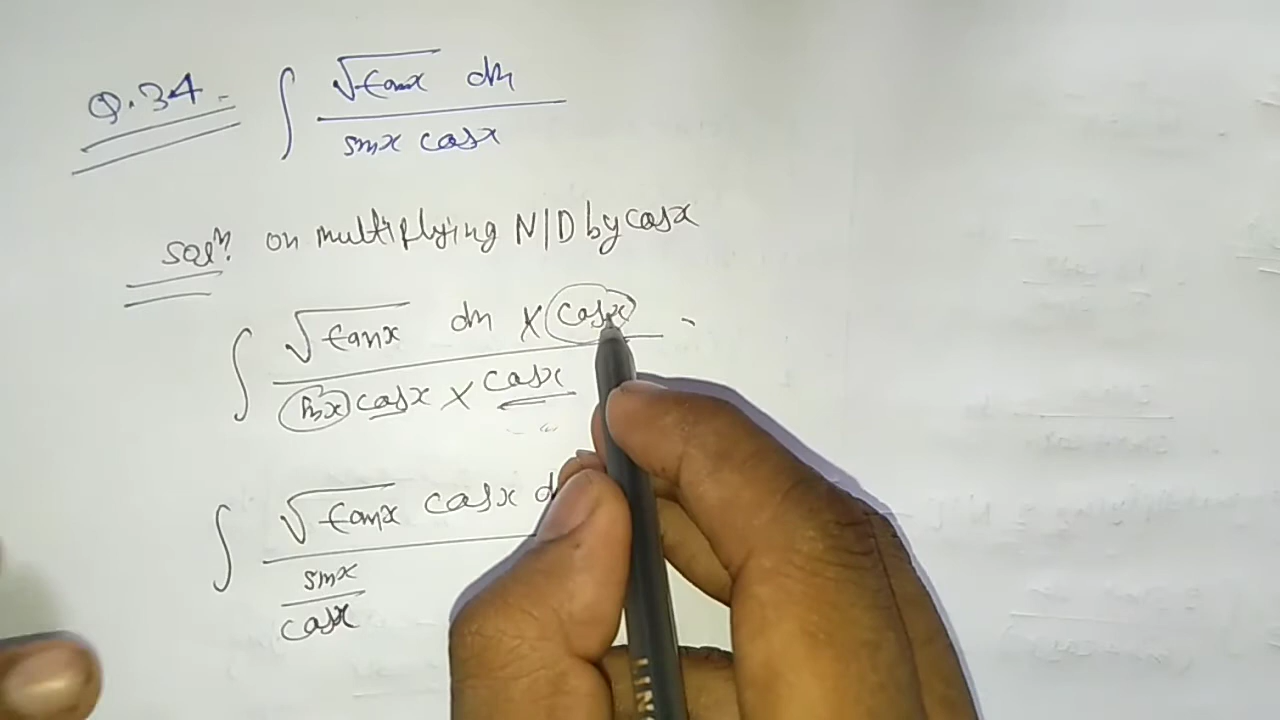 Q.34. ∫ √tanx dx / sinx cosx
Solⁿ: on multiplying N/D by cosx
∫ √tanx dx × cosx / sinx cosx × cosx
∫ √tanx cosx d / sinx/cosx
LINC